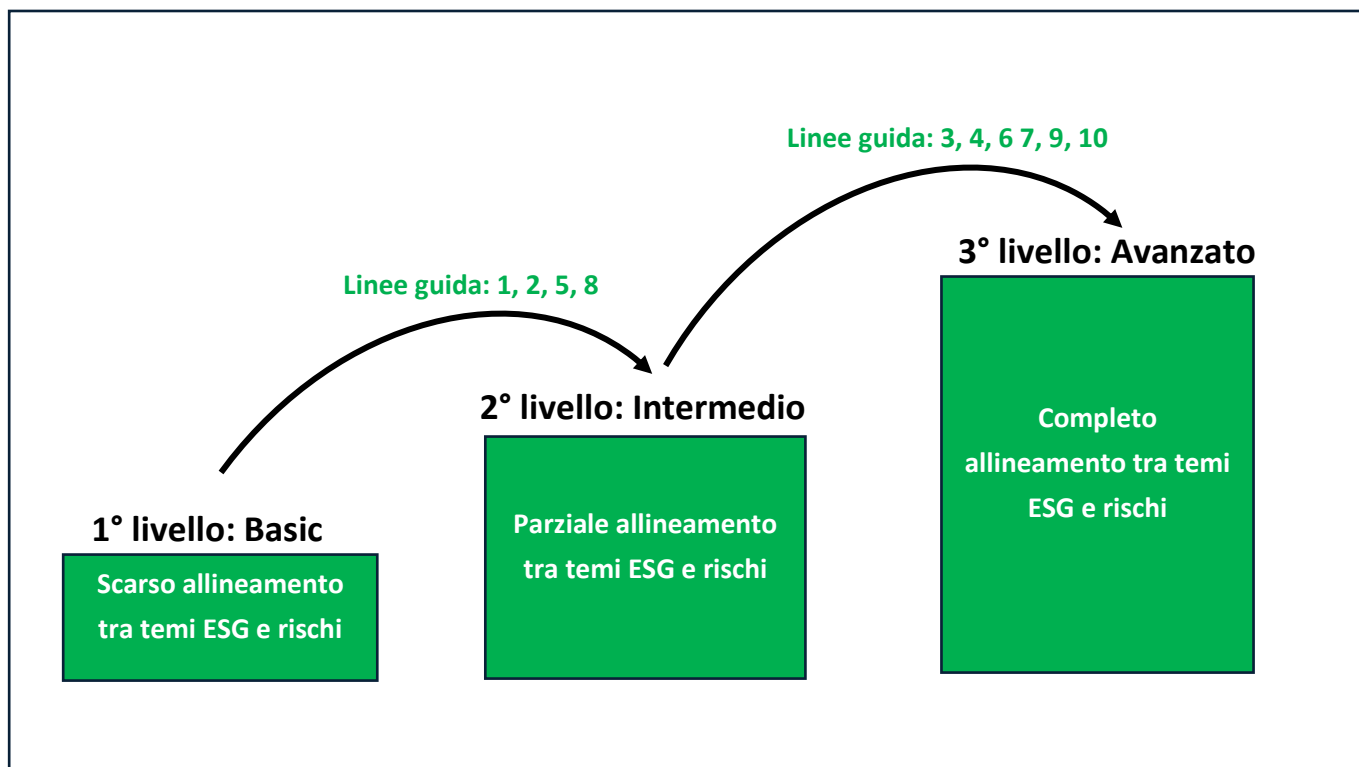 Linee guida: 3, 4, 6 7, 9, 10
3° livello: Avanzato
Linee guida: 1, 2, 5, 8
2° livello: Intermedio
Completo
allineamento tra temi
ESG e rischi
1° livello: Basic
Parziale allineamento
tra temi ESG e rischi
Scarso allineamento
tra temi ESG e rischi